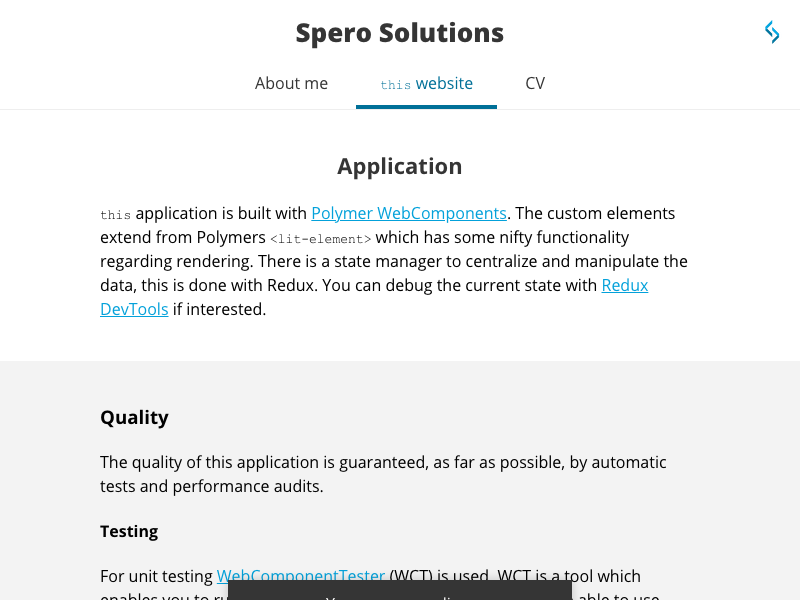 Spero Solutions
About me this website CV
Application
this application is built with Polymer WebComponents. The custom elements
extend from Polymers <lit-element> which has some nifty functionality
regarding rendering. There is a state manager to centralize and manipulate the
data, this is done with Redux. You can debug the current state with Redux
DevTools if interested.
Quality
The quality of this application is guaranteed, as far as possible, by automatic
tests and performance audits.
Testing
For unit testing WebComponentTester (WCT) is used. WCT is a tool which
enables you to able to use